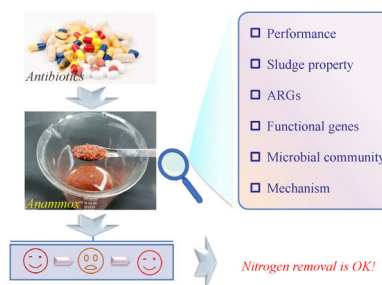 Antibiotics
Anammox
Performance
Sludge property
ARGs
Functional genes
Microbial community
Mechanism
Nitrogen removal is OK!